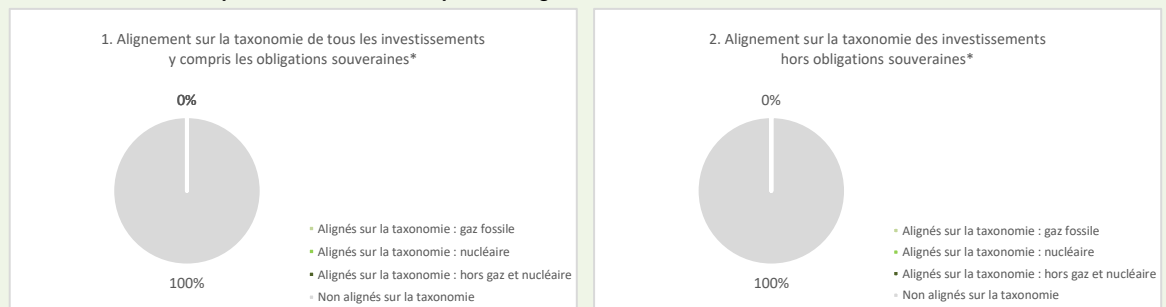 1. Alignement sur la taxonomie de tous les investissements
y compris les obligations souveraines*
0%
100%
Alignés sur la taxonomie : gaz fossile
Alignés sur la taxonomie : nucléaire
Alignés sur la taxonomie : hors gaz et nucléaire
Non alignés sur la taxonomie
2. Alignement sur la taxonomie des investissements
hors obligations souveraines*
0%
100%
Alignés sur la taxonomie : gaz fossile
Alignés sur la taxonomie : nucléaire
Alignés sur la taxonomie : hors gaz et nucléaire
Non alignés sur la taxonomie